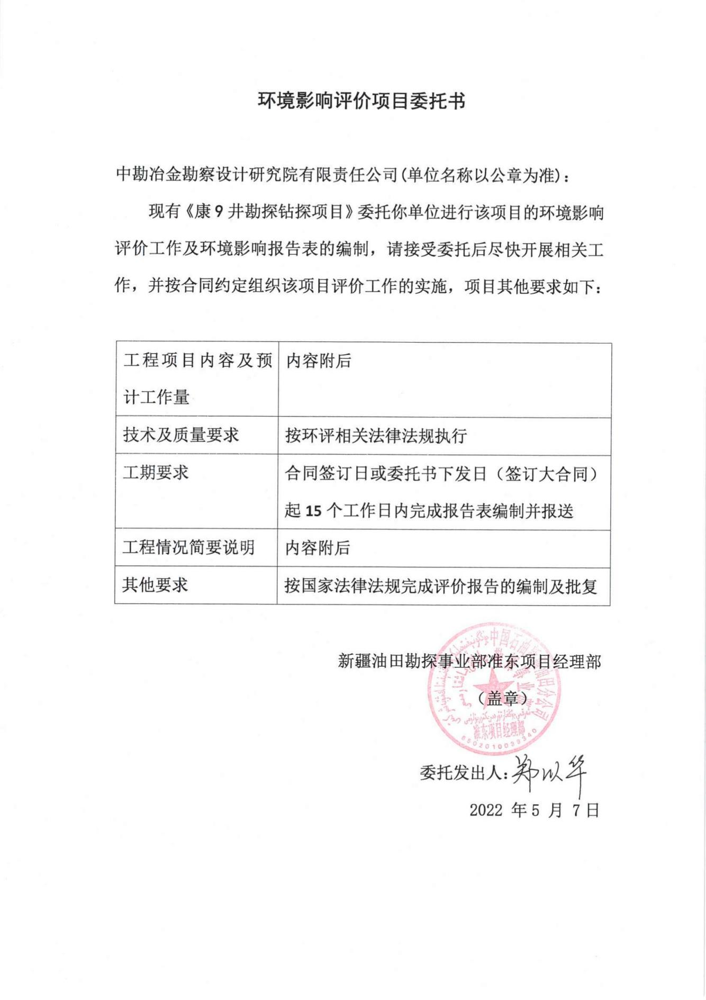 环境影响评价项目委托书
中勘冶金勘察设计研究院有限责任公司(单位名称以公章为准)：
现有《康9井勘探钻探项目》委托你单位进行该项目的环境影响
评价工作及环境影响报告表的编制，请接受委托后尽快开展相关工
作，并按合同约定组织该项目评价工作的实施，项目其他要求如下：
工程项目内容及预
计工作量
内容附后
技术及质量要求
按环评相关法律法规执行
工期要求
合同签订日或委托书下发日（签订大合同）
起15个工作日内完成报告表编制并报送
工程情况简要说明
内容附后
其他要求
按国家法律法规完成评价报告的编制及批复
新疆油田勘探事业部准东项目经理部
（盖章）
中国石油新疆油田分公司
勘探事业部
准东项目经理部
委托发出人：郑以华
2022 年5 月 7日